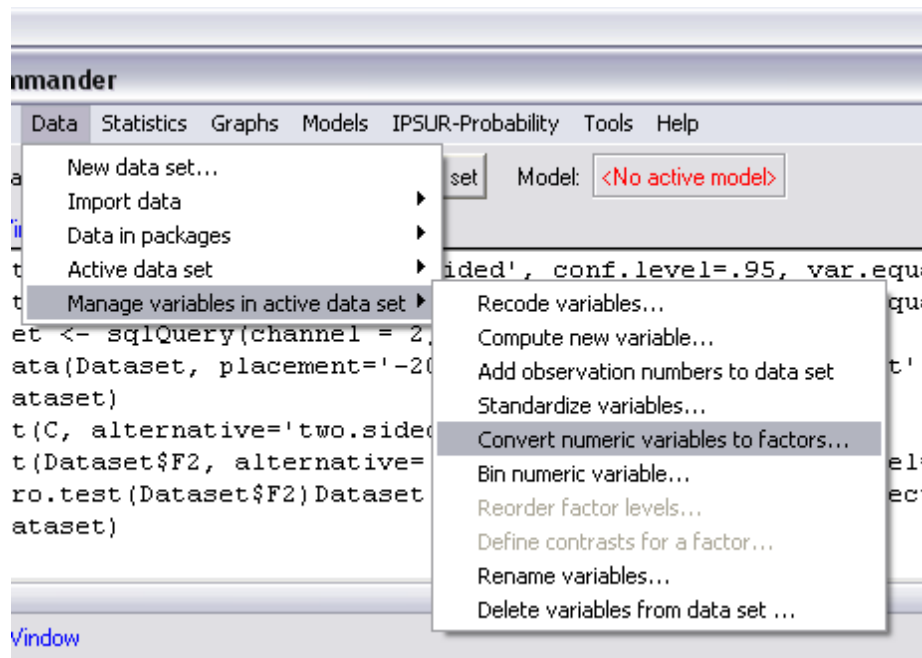 mmander
Data Statistics Graphs Models IPSUR-Probability Tools Help
New data set...
set Model: <No active model>
Import data
Data in packages
Active data set
ided', conf.level=.95, var.equa
Manage variables in active data set
Recode variables...
et <- sqlQuery(channel = 2,
Compute new variable...
ata(Dataset, placement='-20
Add observation numbers to data set
t'
ataset)
Standardize variables...
t(C, alternative='two.sided
Convert numeric variables to factors...
t(Dataset$F2, alternative=
Bin numeric variable...
el=
ro.test(Dataset$F2)Dataset
Reorder factor levels...
ec
ataset)
Define contrasts for a factor...
Rename variables...
Delete variables from data set ...
Window